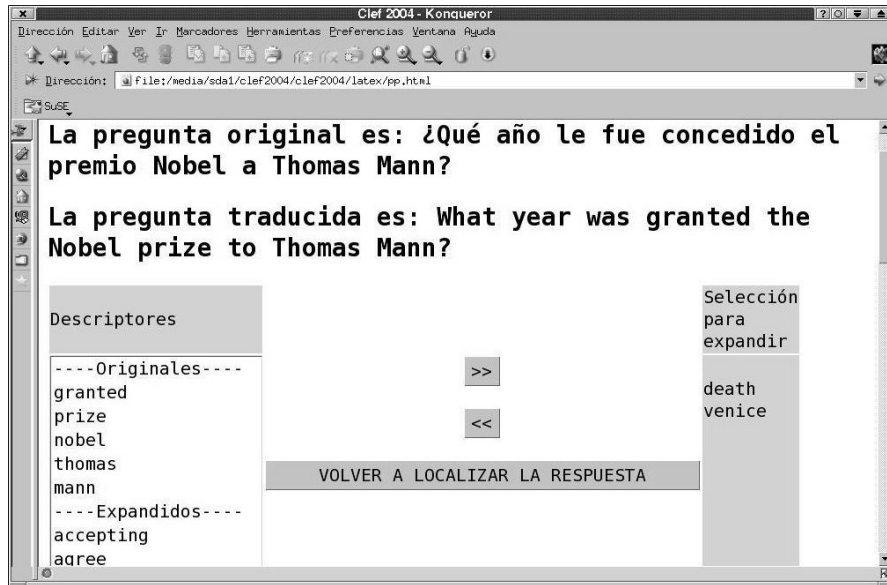 Clef 2004 - Konqueror
Dirección Editar Ver Ir Marcadores Herramientas Preferencias Ventana Ayuda
Dirección: file:/media/sda1/clef2004/clef2004/latex/pp.html
SuSE
La pregunta original es: ¿Qué año le fue concedido el
premio Nobel a Thomas Mann?
La pregunta traducida es: What year was granted the
Nobel prize to Thomas Mann?
Descriptores
----Originales----
granted
prize
nobel
thomas
mann
----Expandidos----
accepting
agree
>>
<<
VOLVER A LOCALIZAR LA RESPUESTA
Selección
para
expandir
death
venice